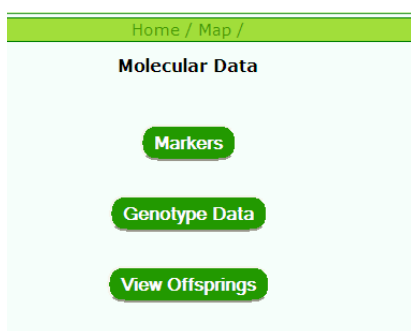 Home / Map /
Molecular Data
Markers
Genotype Data
View Offsprings